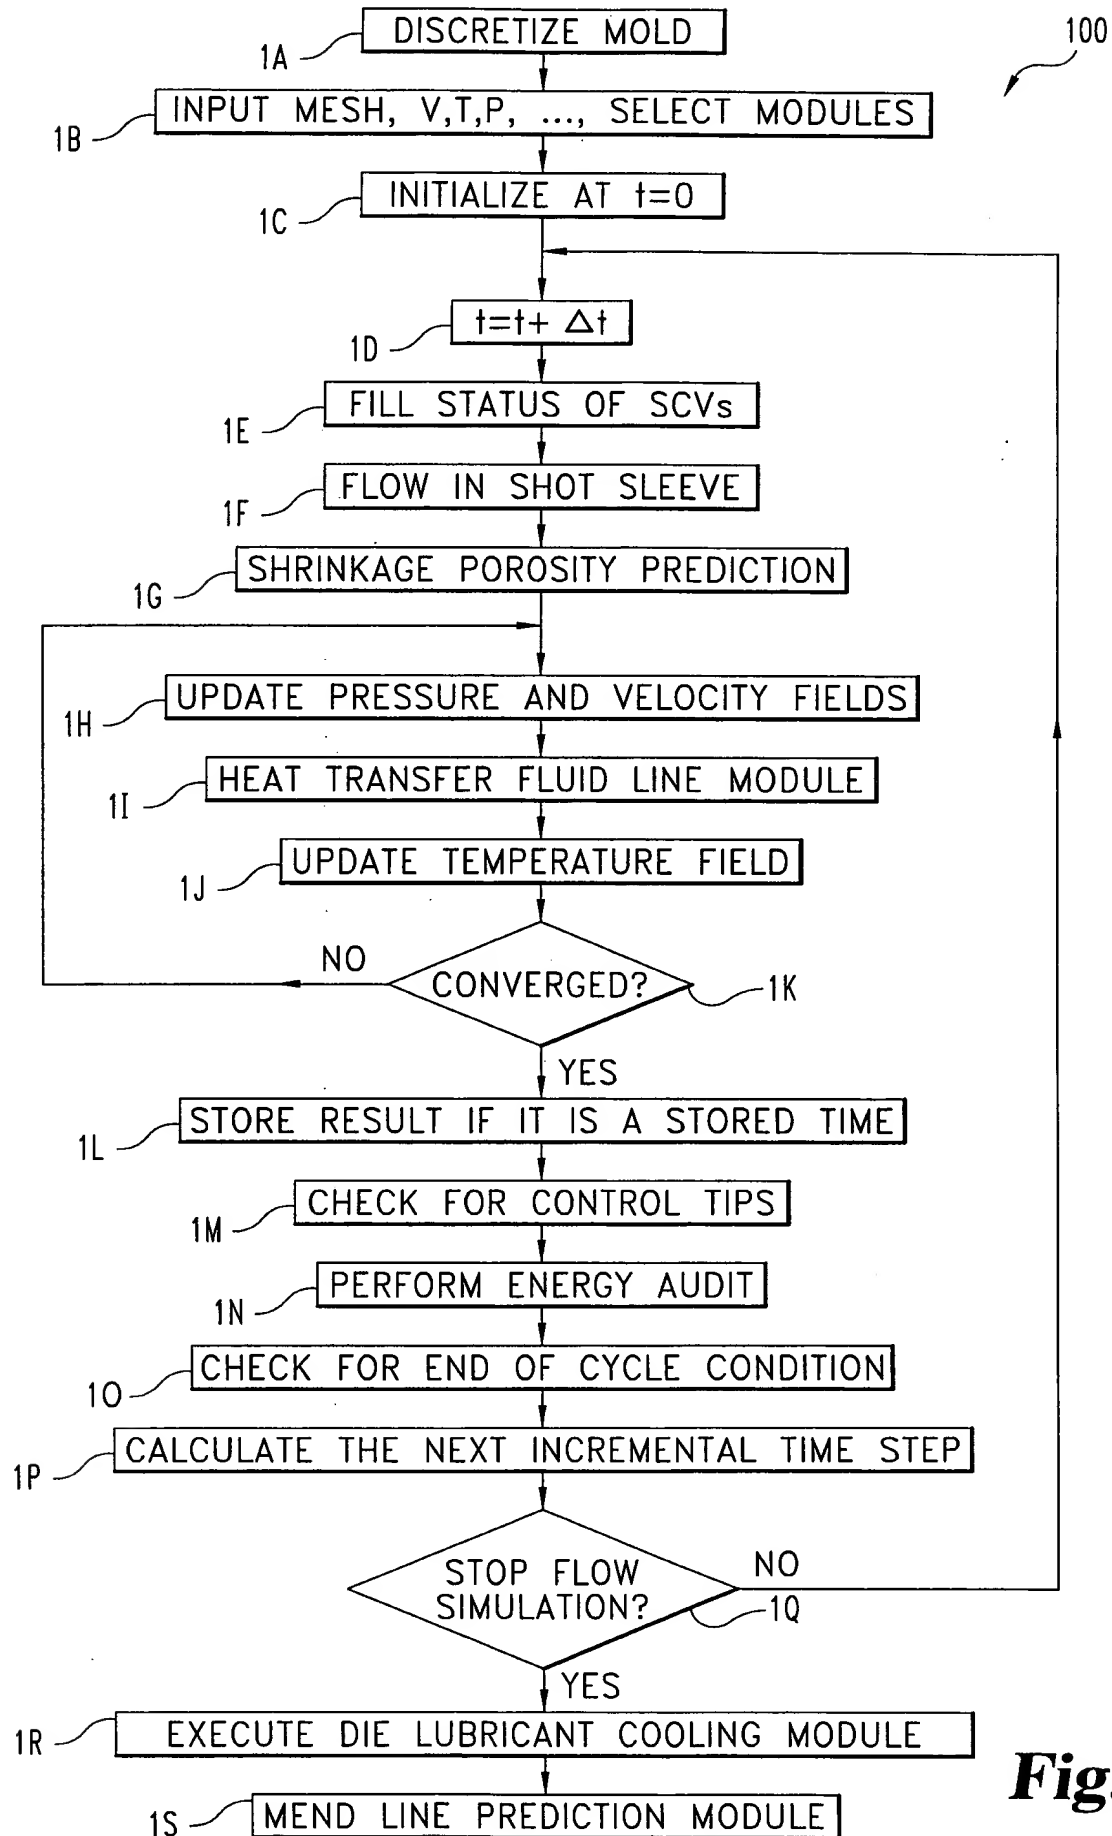 DISCRETIZE MOLD
1A
100
INPUT MESH, V,T,P, ..., SELECT MODULES
1B
INITIALIZE AT t=0
1C
t=t+ Δt
1D
FILL STATUS OF SCVs
1E
FLOW IN SHOT SLEEVE
1F
SHRINKAGE POROSITY PREDICTION
1G
UPDATE PRESSURE AND VELOCITY FIELDS
1H
HEAT TRANSFER FLUID LINE MODULE
1I
UPDATE TEMPERATURE FIELD
1J
NO
CONVERGED?
1K
YES
STORE RESULT IF IT IS A STORED TIME
1L
CHECK FOR CONTROL TIPS
1M
PERFORM ENERGY AUDIT
1N
CHECK FOR END OF CYCLE CONDITION
1O
CALCULATE THE NEXT INCREMENTAL TIME STEP
1P
STOP FLOW
SIMULATION?
NO
1Q
YES
EXECUTE DIE LUBRICANT COOLING MODULE
1R
Fig.
MEND LINE PREDICTION MODULE
1S